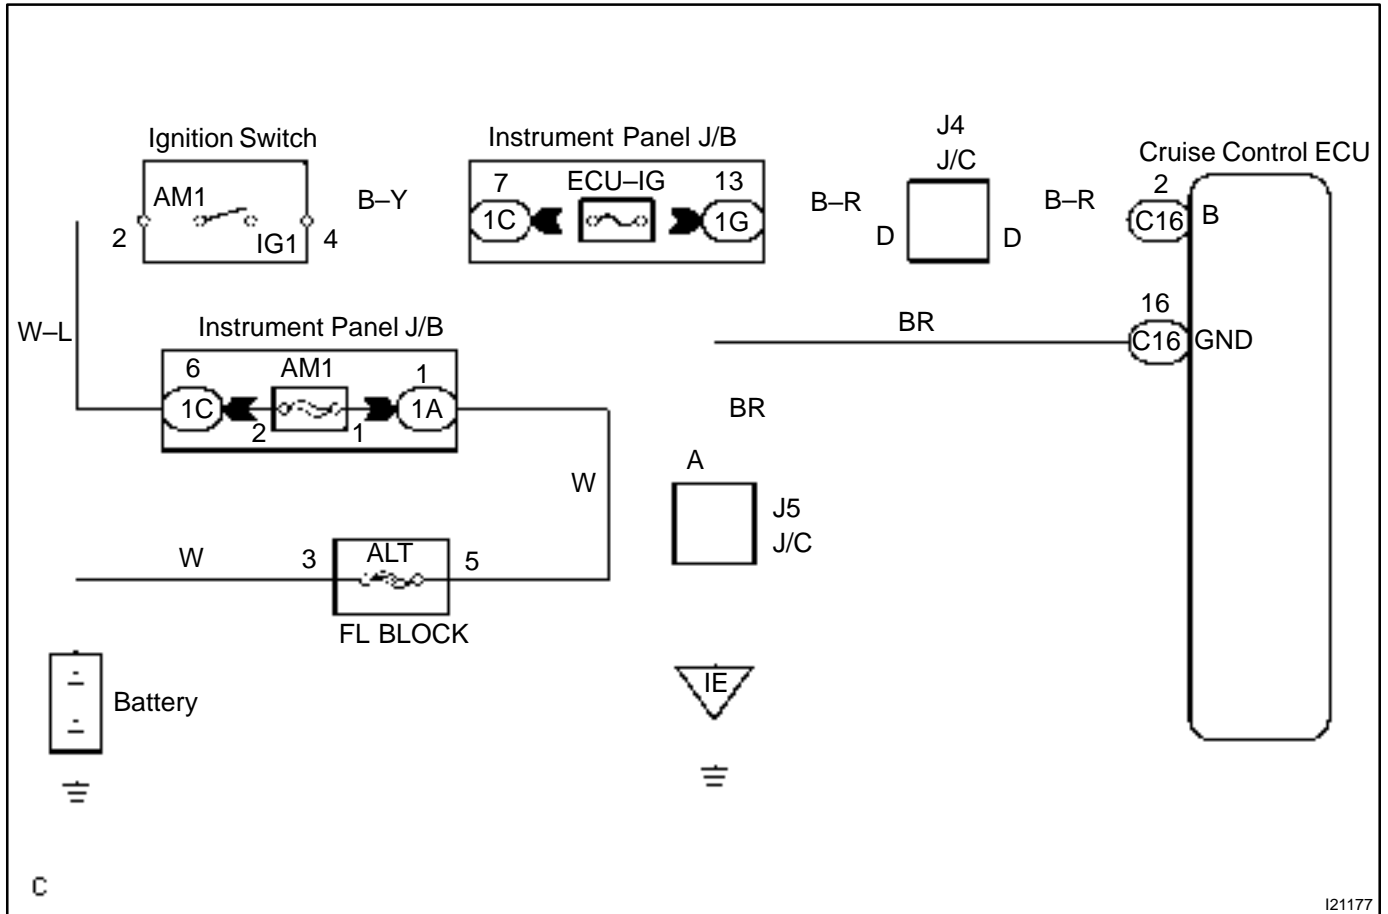 Ignition Switch
AM1
IG1
2
4
B–Y
Instrument Panel J/B
7
ECU–IG
13
1C
1G
B–R
J4
J/C
D
D
B–R
Cruise Control ECU
2
C16
B
16
C16
GND
BR
W–L
Instrument Panel J/B
6
AM1
1
1C
1A
2
1
W
BR
A
J5
J/C
W
3
ALT
5
FL BLOCK
Battery
IE
C
I21177